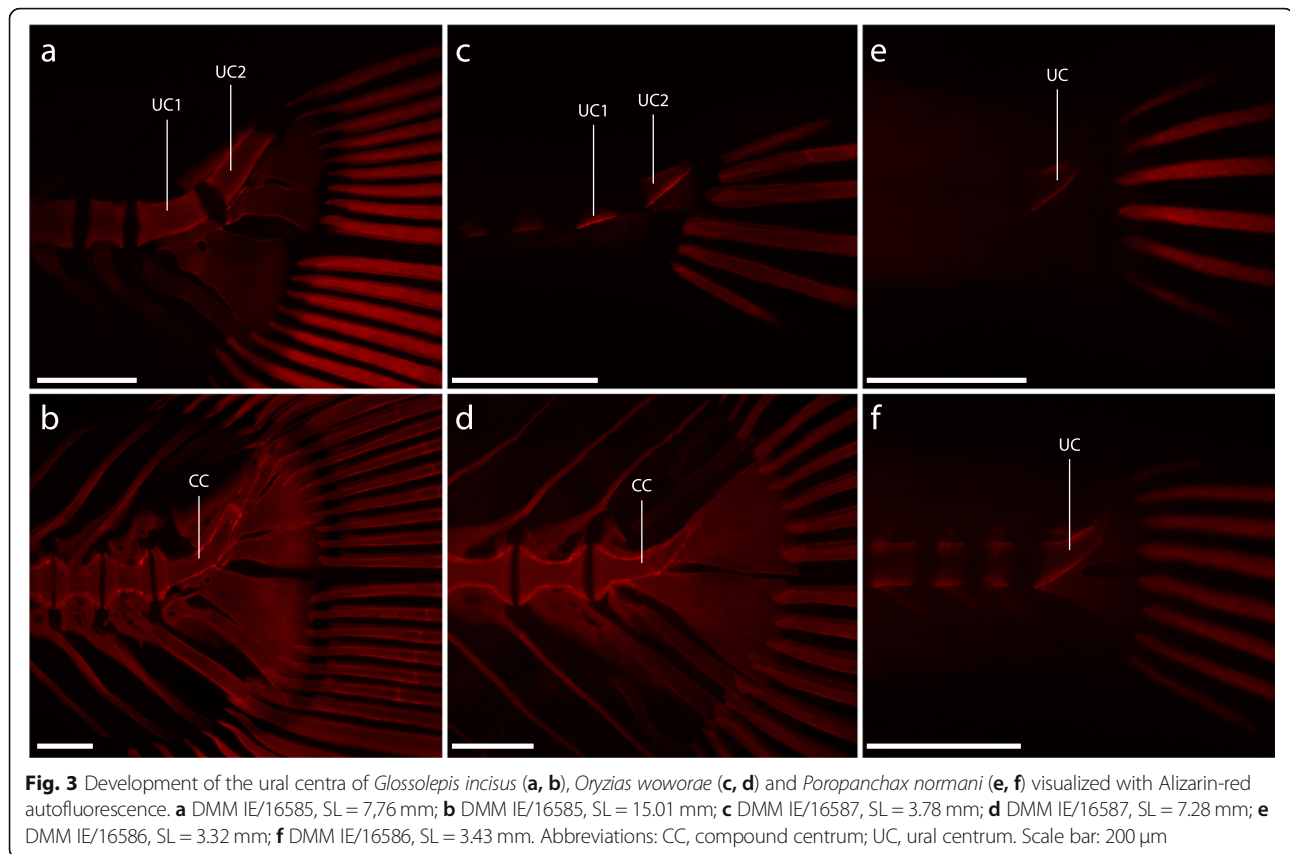 a
UC1
UC2
c
UC1
UC2
e
UC
b
CC
d
CC
f
UC
Fig. 3 Development of the ural centra of Glossolepis incisus (a, b), Oryzias woworae (c, d) and Poropanchax normani (e, f) visualized with Alizarin-red
autofluorescence. a DMM IE/16585, SL = 7,76 mm; b DMM IE/16585, SL = 15.01 mm; c DMM IE/16587, SL = 3.78 mm; d DMM IE/16587, SL = 7.28 mm; e
DMM IE/16586, SL = 3.32 mm; f DMM IE/16586, SL = 3.43 mm. Abbreviations: CC, compound centrum; UC, ural centrum. Scale bar: 200 μm